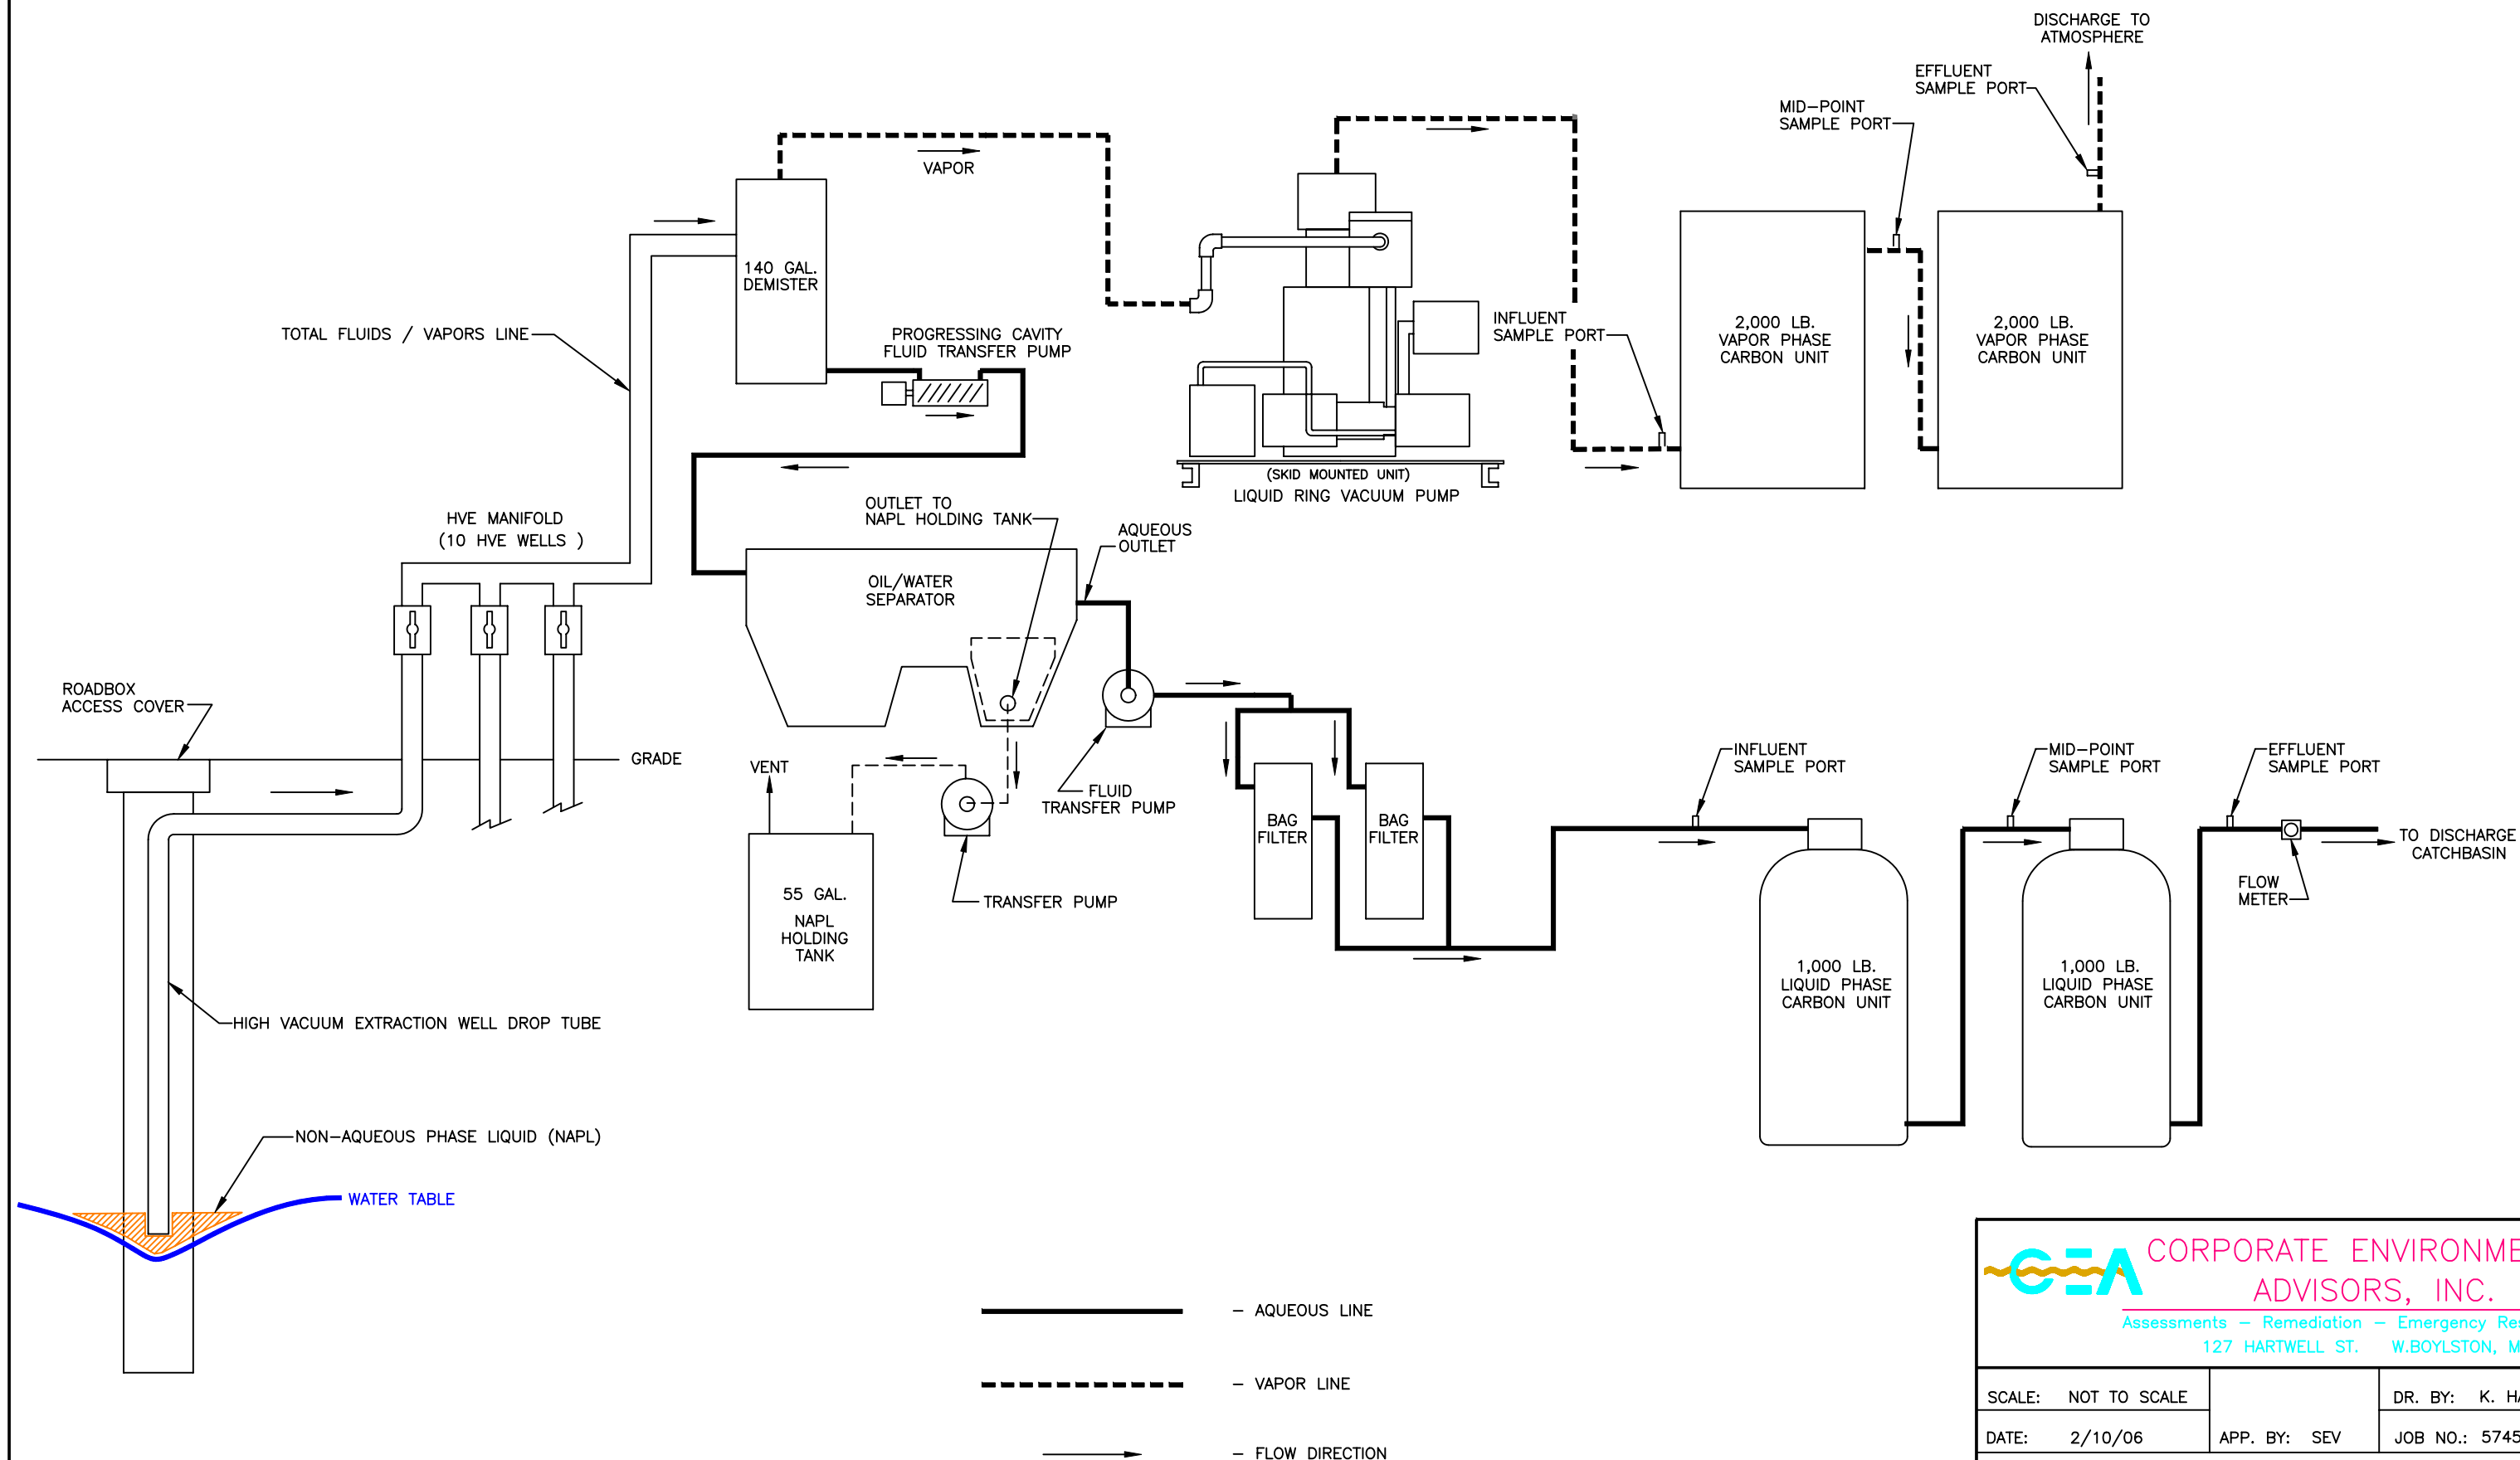 DISCHARGE TO
ATMOSPHERE
EFFLUENT
SAMPLE PORT
MID-POINT
SAMPLE PORT
VAPOR
140 GAL.
DEMISTER
TOTAL FLUIDS / VAPORS LINE
PROGRESSING CAVITY
FLUID TRANSFER PUMP
INFLUENT
SAMPLE PORT
2,000 LB.
VAPOR PHASE
CARBON UNIT
2,000 LB.
VAPOR PHASE
CARBON UNIT
(SKID MOUNTED UNIT)
LIQUID RING VACUUM PUMP
HVE MANIFOLD
(10 HVE WELLS )
OUTLET TO
NAPL HOLDING TANK
AQUEOUS
OUTLET
OIL/WATER
SEPARATOR
ROADBOX
ACCESS COVER
GRADE
VENT
FLUID
TRANSFER PUMP
INFLUENT
SAMPLE PORT
MID-POINT
SAMPLE PORT
EFFLUENT
SAMPLE PORT
BAG
FILTER
BAG
FILTER
TO DISCHARGE
CATCHBASIN
FLOW
METER
55 GAL.
NAPL
HOLDING
TANK
TRANSFER PUMP
1,000 LB.
LIQUID PHASE
CARBON UNIT
1,000 LB.
LIQUID PHASE
CARBON UNIT
HIGH VACUUM EXTRACTION WELL DROP TUBE
NON-AQUEOUS PHASE LIQUID (NAPL)
WATER TABLE
- AQUEOUS LINE
- VAPOR LINE
- FLOW DIRECTION
CEA
CORPORATE
ADVISORS, INC.
Assessments - Remediation - Emergency
127 HARTWELL ST. W.BOYLSTON,
SCALE: NOT TO SCALE
DR. BY: K.
DATE: 2/10/06
APP. BY: SEV
JOB NO.: 5745